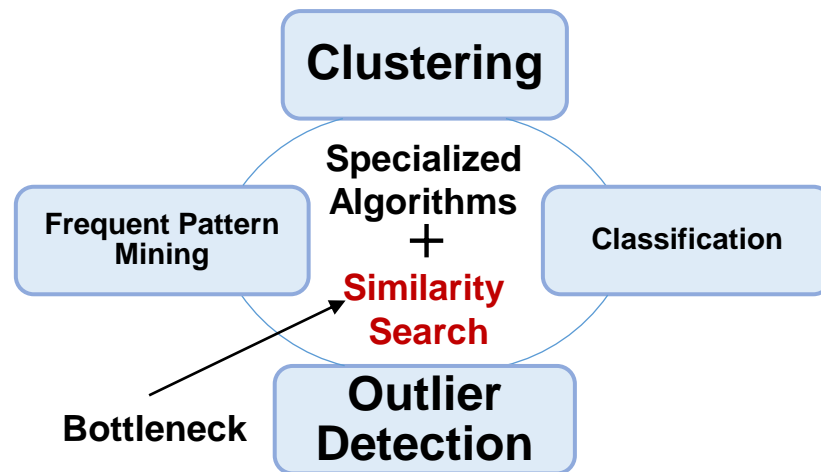 Clustering
Specialized
Algorithms
+
Frequent Pattern
Mining
Classification
Similarity
Search
Bottleneck
Outlier
Detection